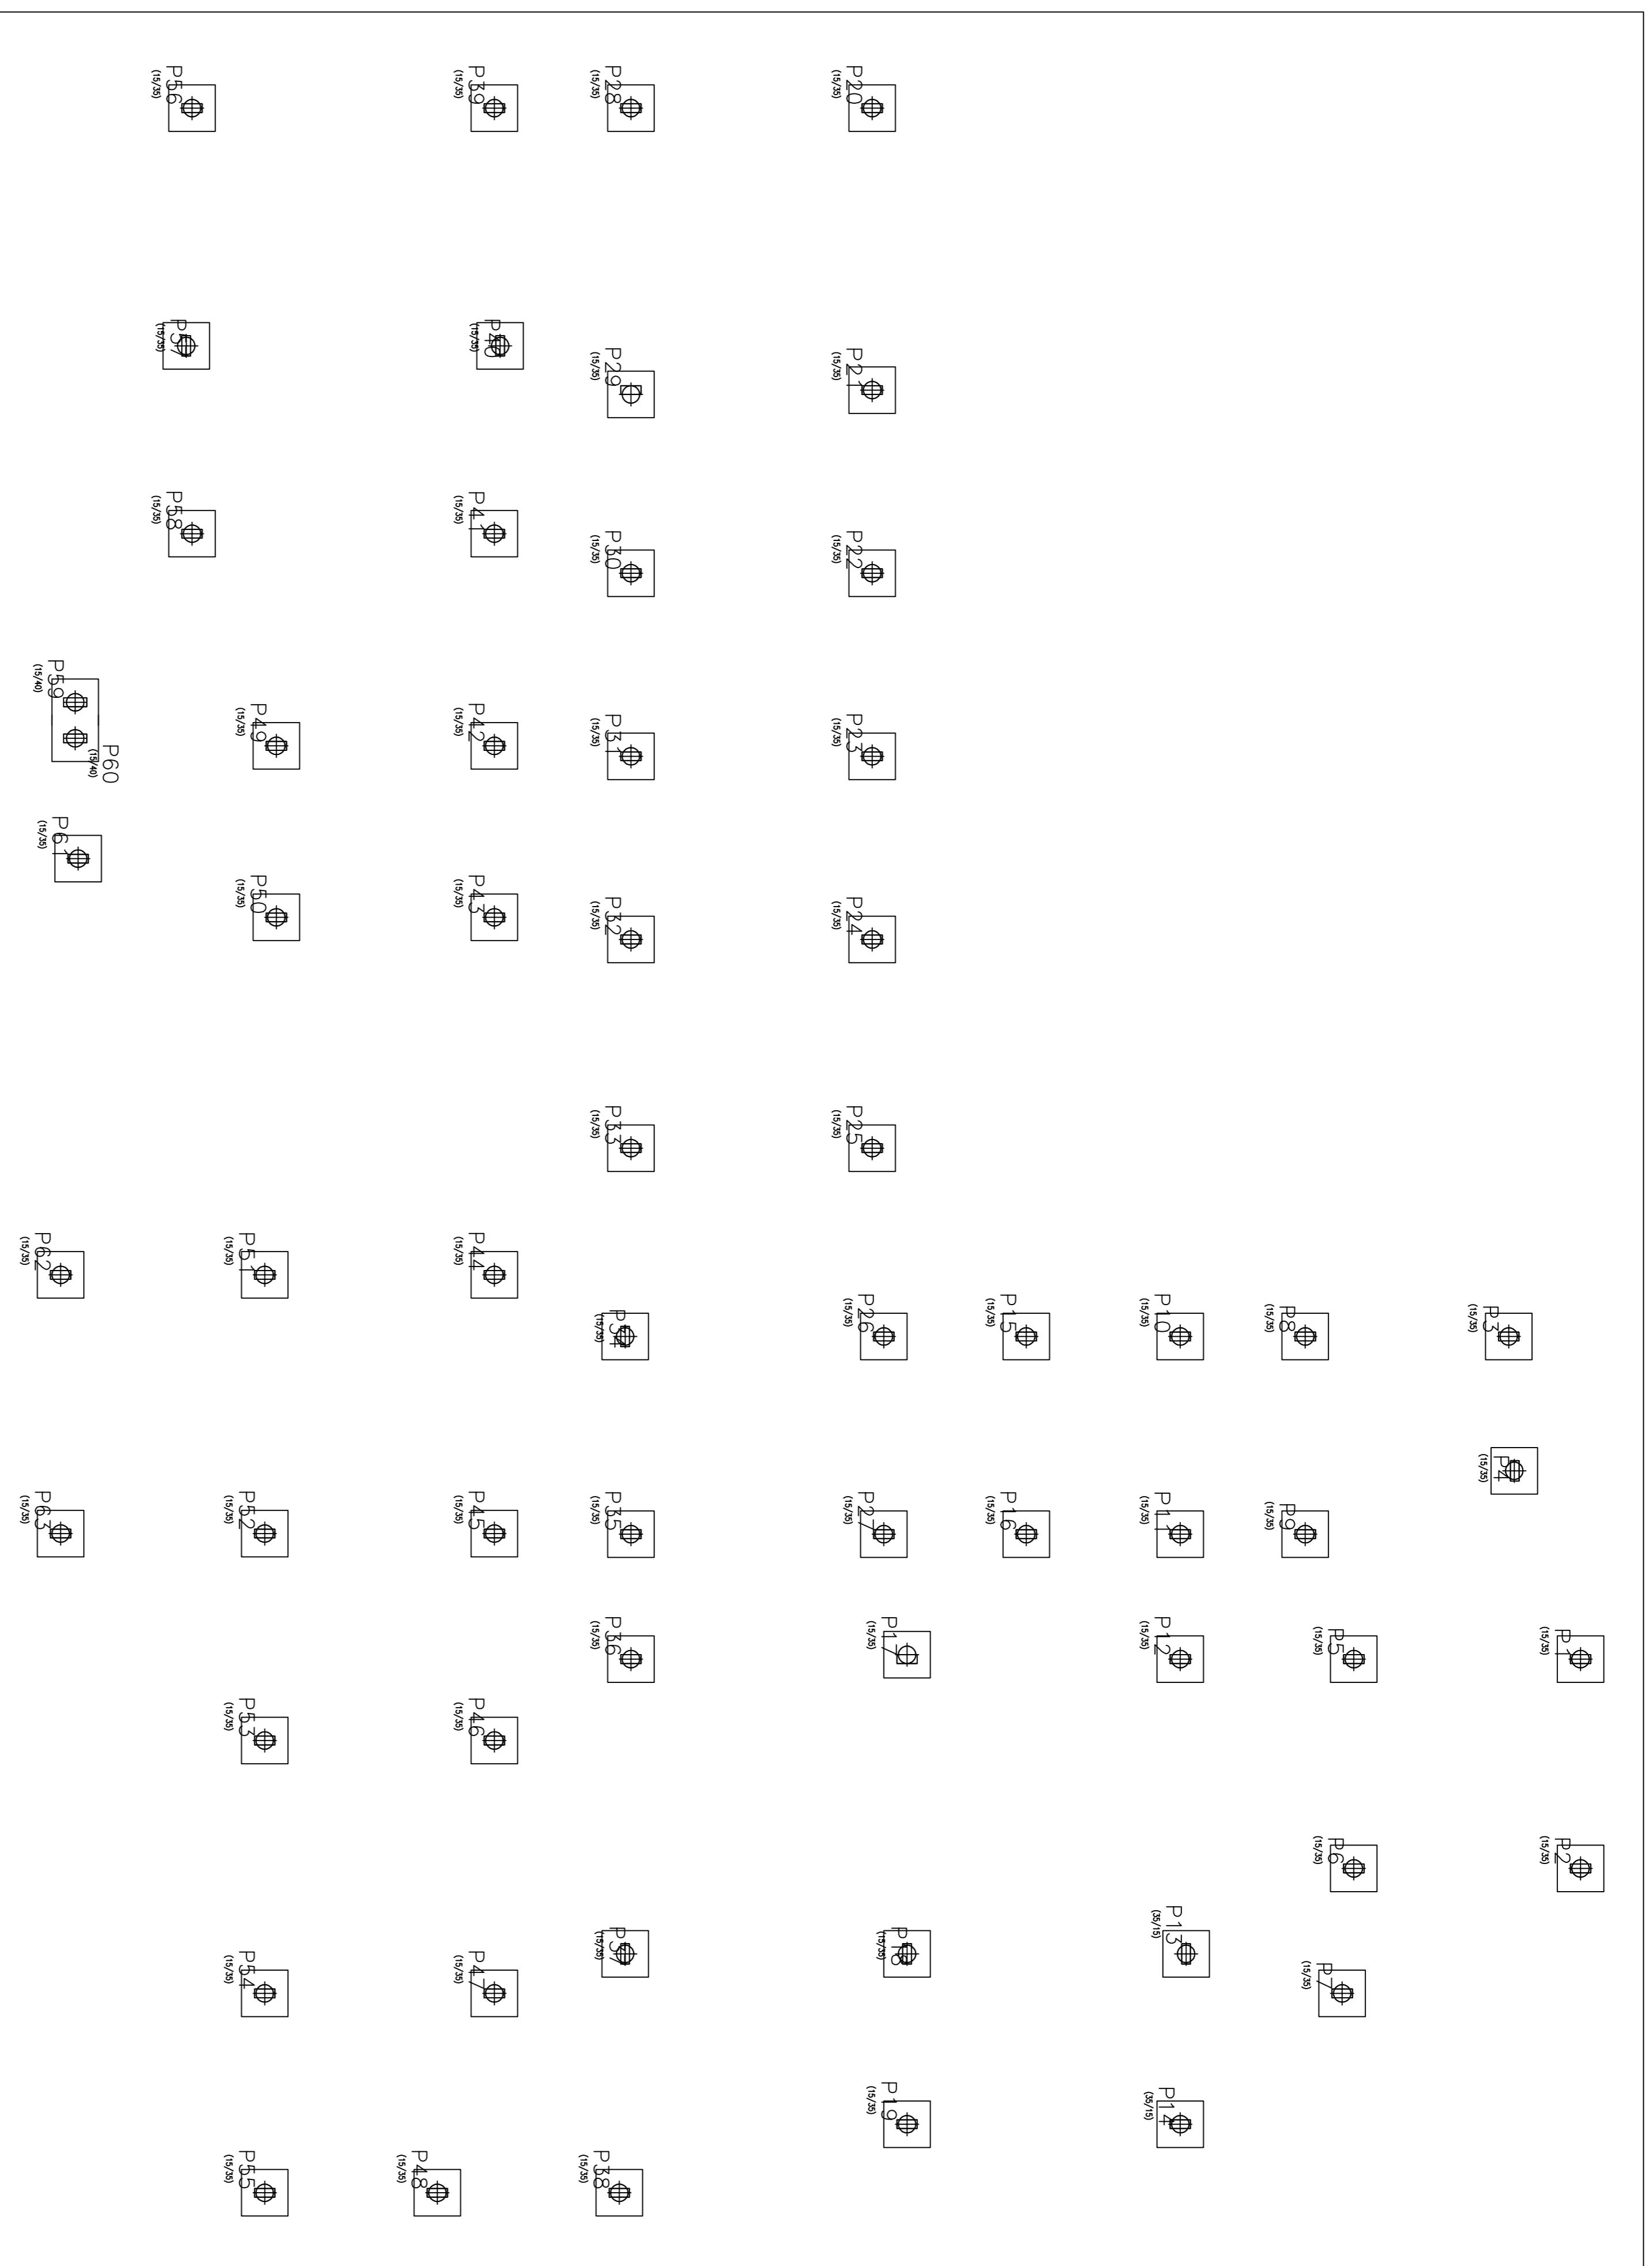 P56
(15/35)
P39
(15/35)
P28
(15/35)
P20
(15/35)
P57
(15/35)
P40
(15/35)
P29
(15/35)
P21
(15/35)
P58
(15/35)
P41
(15/35)
P30
(15/35)
P22
(15/35)
P59
(15/40)
P60
(15/40)
P49
(15/35)
P42
(15/35)
P31
(15/35)
P23
(15/35)
P61
(15/35)
P50
(15/35)
P43
(15/35)
P32
(15/35)
P24
(15/35)
P33
(15/35)
P25
(15/35)
P62
(15/35)
P51
(15/35)
P44
(15/35)
P34
(15/35)
P26
(15/35)
P15
(15/35)
P10
(15/35)
P8
(15/35)
P3
(15/35)
P4
(15/35)
P63
(15/35)
P52
(15/35)
P45
(15/35)
P35
(15/35)
P27
(15/35)
P16
(15/35)
P11
(15/35)
P9
(15/35)
P36
(15/35)
P17
(15/35)
P12
(15/35)
P5
(15/35)
P1
(15/35)
P53
(15/35)
P46
(15/35)
P6
(15/35)
P2
(15/35)
P37
(15/35)
P18
(15/35)
P13
(35/15)
P54
(15/35)
P47
(15/35)
P7
(15/35)
P19
(15/35)
P14
(35/15)
P55
(15/35)
P48
(15/35)
P38
(15/35)